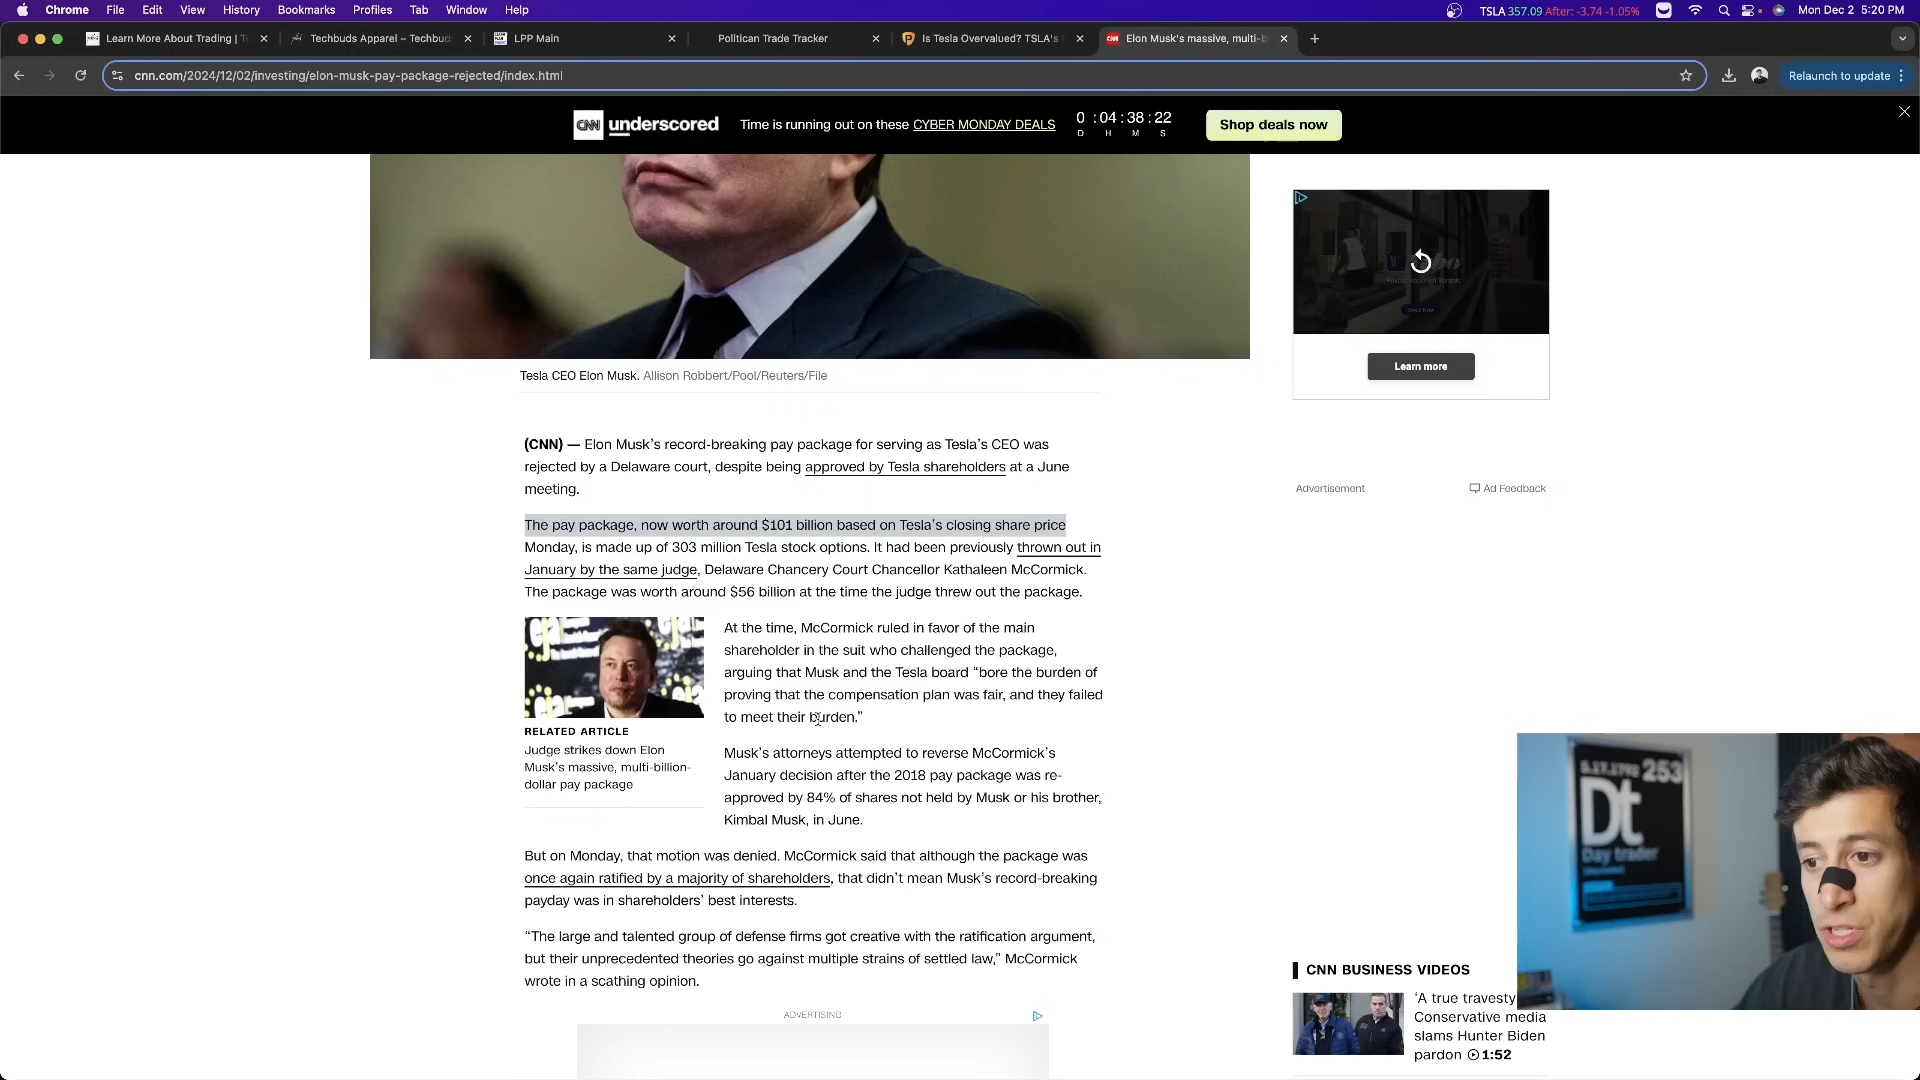 Chrome File Edit View History Bookmarks Profiles Tab Window Help
TSLA 357.09 After: -3.74 -1.05% Mon Dec 2 5:20 PM
Learn More About Trading | T
Techbuds Apparel – Techbud
LPP Main
Politican Trade Tracker
Is Tesla Overvalued? TSLA's
Elon Musk's massive, multi-b
cnn.com/2024/12/02/investing/elon-musk-pay-package-rejected/index.html
Relaunch to update
CNN underscored Time is running out on these CYBER MONDAY DEALS 0 : 04 : 38 : 22 Shop deals now
D H M S
Learn more
Tesla CEO Elon Musk. Allison Robbert/Pool/Reuters/File
(CNN) — Elon Musk's record-breaking pay package for serving as Tesla's CEO was
rejected by a Delaware court, despite being approved by Tesla shareholders at a June
meeting.
Advertisement Ad Feedback
The pay package, now worth around $101 billion based on Tesla's closing share price
Monday, is made up of 303 million Tesla stock options. It had been previously thrown out in
January by the same judge, Delaware Chancery Court Chancellor Kathaleen McCormick.
The package was worth around $56 billion at the time the judge threw out the package.
RELATED ARTICLE
Judge strikes down Elon
Musk's massive, multi-billion-
dollar pay package
At the time, McCormick ruled in favor of the main
shareholder in the suit who challenged the package,
arguing that Musk and the Tesla board “bore the burden of
proving that the compensation plan was fair, and they failed
to meet their burden.”
Musk's attorneys attempted to reverse McCormick's
January decision after the 2018 pay package was re-
approved by 84% of shares not held by Musk or his brother,
Kimbal Musk, in June.
But on Monday, that motion was denied. McCormick said that although the package was
once again ratified by a majority of shareholders, that didn't mean Musk's record-breaking
payday was in shareholders' best interests.
“The large and talented group of defense firms got creative with the ratification argument,
but their unprecedented theories go against multiple strains of settled law,” McCormick
wrote in a scathing opinion.
ADVERTISING
253
Dt
Day trader
CNN BUSINESS VIDEOS
‘A true travesty
Conservative media
slams Hunter Biden
pardon 1:52